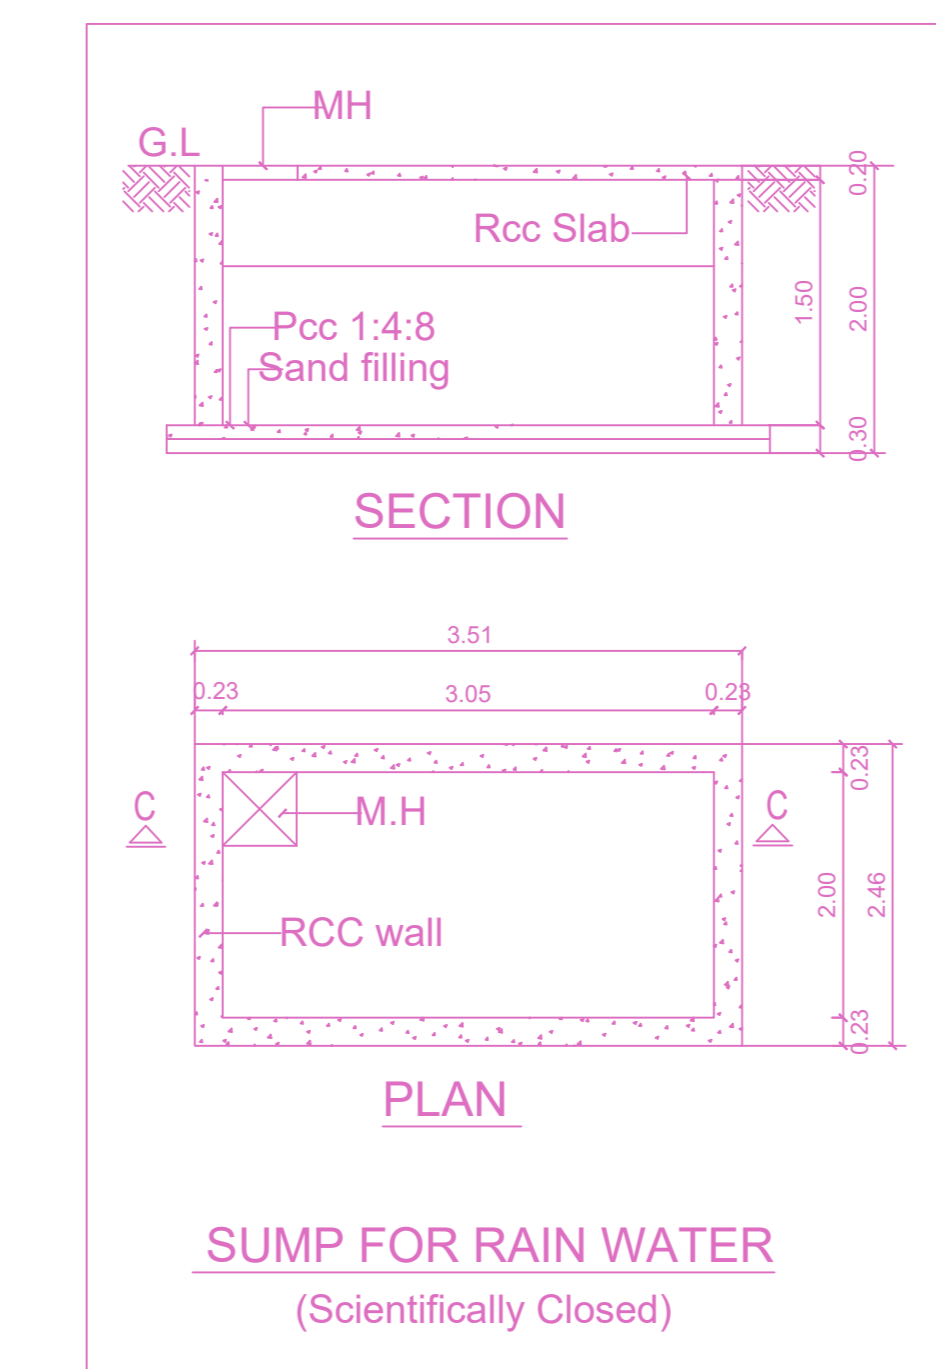 MH
G.L
0.20
Rcc Slab
1.50
2.00
Pcc 1:4:8
Sand filling
0.30
SECTION
3.51
0.23
3.05
0.23
0.23
C
M.H
C
2.00
2.46
RCC wall
0.23
PLAN
SUMP FOR RAIN WATER
(Scientifically Closed)